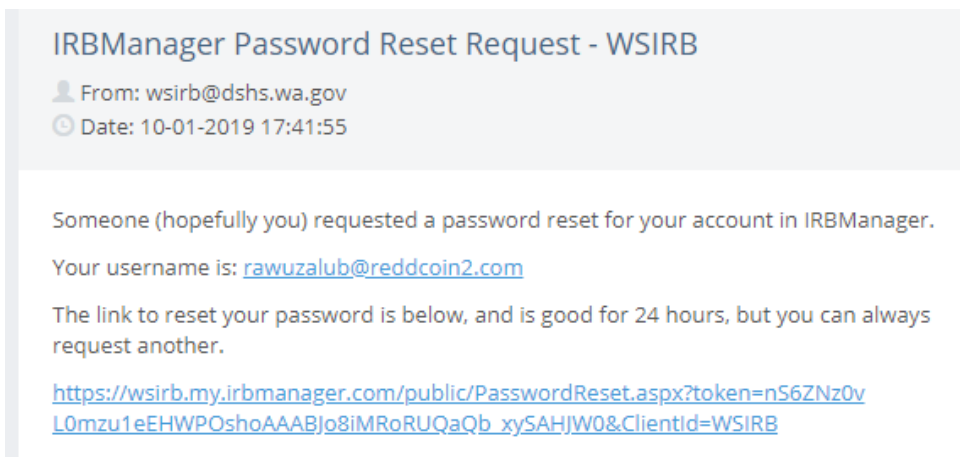 IRBManager Password Reset Request - WSIRB
From: wsirb@dshs.wa.gov
Date: 10-01-2019 17:41:55
Someone (hopefully you) requested a password reset for your account in IRBManager.
Your username is: rawuzalub@reddcoin2.com
The link to reset your password is below, and is good for 24 hours, but you can always
request another.
https://wsirb.my.irbmanager.com/public/PasswordReset.aspx?token=nS6ZNz0v
L0mzu1eEHWPOshoAAABJo8iMRoRUQaQb_xySAHJW0&ClientId=WSIRB